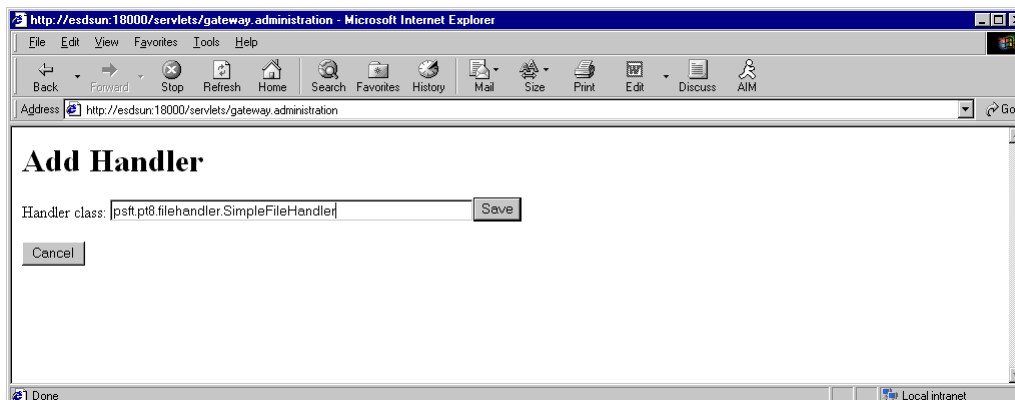 http://esdsun:18000/servlets/gateway.administration - Microsoft Internet Explorer
File Edit View Favorites Tools Help
Back Forward Stop Refresh Home Search Favorites History Mail Size Print Edit Discuss AIM
Address http://esdsun:18000/servlets/gateway.administration Go
Add Handler
Handler class: psft.pt8.filehandler.SimpleFileHandler Save
Cancel
Done Local intranet